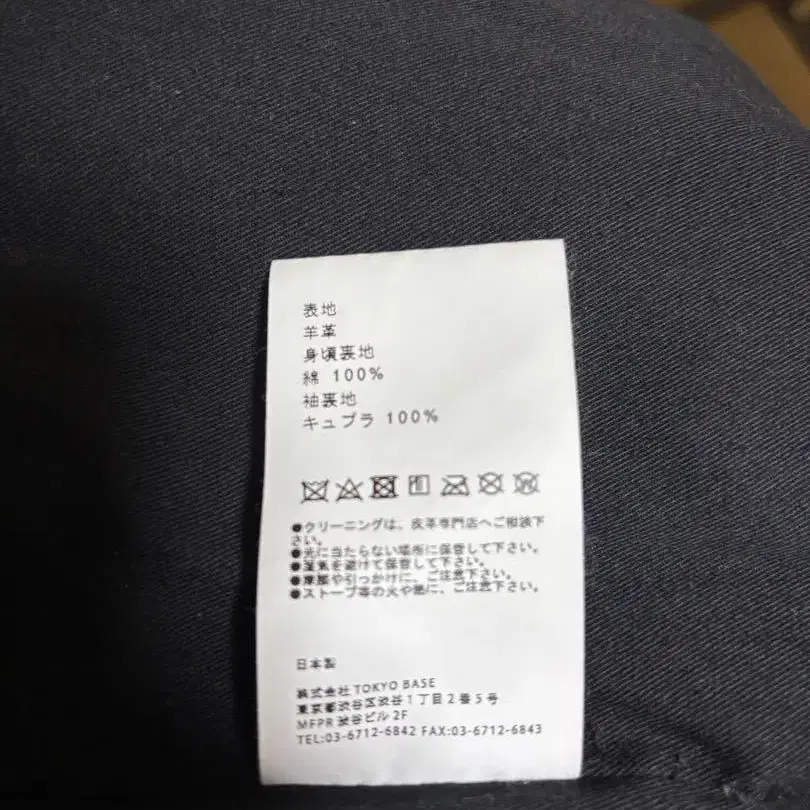 表地
羊革
身頃裏地
綿 100%
袖裏地
キュプラ 100%
●クリーニングは、皮革専門店へご相談下
さい。
●光に当たらない場所に保管して下さい。
●湿気を避けて保管して下さい。
●摩擦や引っかけに、ご注意下さい。
●ストーブ等の火や熱に、ご注意下さい。
日本製
株式会社 TOKYO BASE
東京都渋谷区渋谷1丁目2番5号
MFPR 渋谷ビル 2F
TEL:03-6712-6842 FAX:03-6712-6843